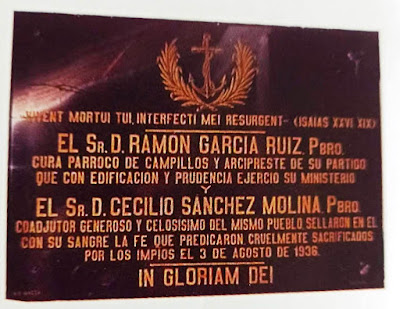 VIVENT MORTUI TUI, INTERFECTI MEI RESURGENT- (ISAIAS XXVI XIX)
EL SR. D. RAMON GARCIA RUIZ, PBRO.
CURA PARROCO DE CAMPILLOS Y ARCIPRESTE DE SU PARTIDO
QUE CON EDIFICACION Y PRUDENCIA EJERCIO SU MINISTERIO
Y
EL SR. D. CECILIO SANCHEZ MOLINA PBRO.
COADJUTOR GENEROSO Y CELOSISIMO DEL MISMO PUEBLO SELLARON EN EL
CON SU SANGRE LA FE QUE PREDICARON CRUELMENTE SACRIFICADOS
POR LOS IMPIOS EL 3 DE AGOSTO DE 1936.
IN GLORIAM DEI